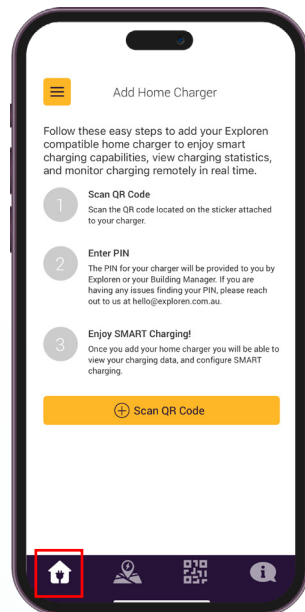 Add Home Charger
Follow these easy steps to add your Exploren
compatible home charger to enjoy smart
charging capabilities, view charging statistics,
and monitor charging remotely in real time.
1
Scan QR Code
Scan the QR code located on the sticker attached
to your charger.
2
Enter PIN
The PIN for your charger will be provided to you by
Exploren or your Building Manager. If you are
having any issues finding your PIN, please reach
out to us at hello@exploren.com.au.
3
Enjoy SMART Charging!
Once you add your home charger you will be able to
view your charging data, and configure SMART
charging.
Scan QR Code